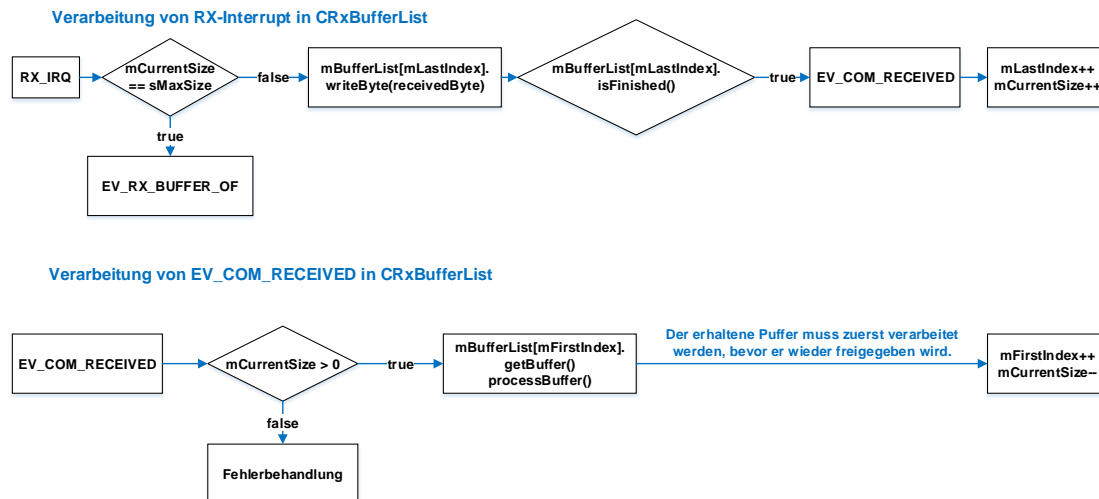 Verarbeitung von RX-Interrupt in CRxBufferList
RX_IRQ
mCurrentSize
== sMaxSize
false
mBufferList[mLastIndex].
writeByte(receivedByte)
mBufferList[mLastIndex].
isFinished()
true
EV_COM_RECEIVED
mLastIndex++
mCurrentSize++
true
EV_RX_BUFFER_OF
Verarbeitung von EV_COM_RECEIVED in CRxBufferList
EV_COM_RECEIVED
mCurrentSize > 0
true
mBufferList[mFirstIndex].
getBuffer()
processBuffer()
Der erhaltene Puffer muss zuerst verarbeitet
werden, bevor er wieder freigegeben wird.
mFirstIndex++
mCurrentSize--
false
Fehlerbehandlung